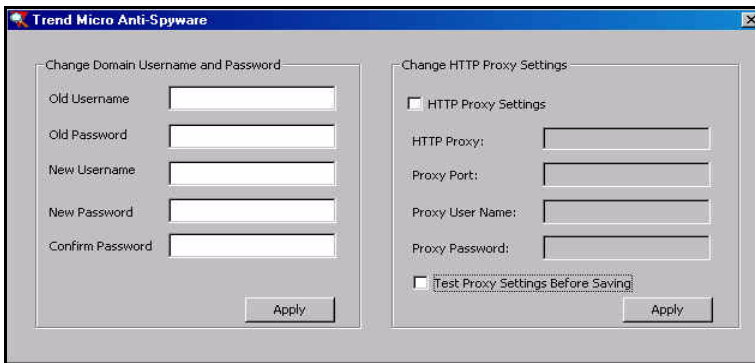 Trend Micro Anti-Spyware
Change Domain Username and Password
Old Username
Old Password
New Username
New Password
Confirm Password
Apply
Change HTTP Proxy Settings
HTTP Proxy Settings
HTTP Proxy:
Proxy Port:
Proxy User Name:
Proxy Password:
Test Proxy Settings Before Saving
Apply